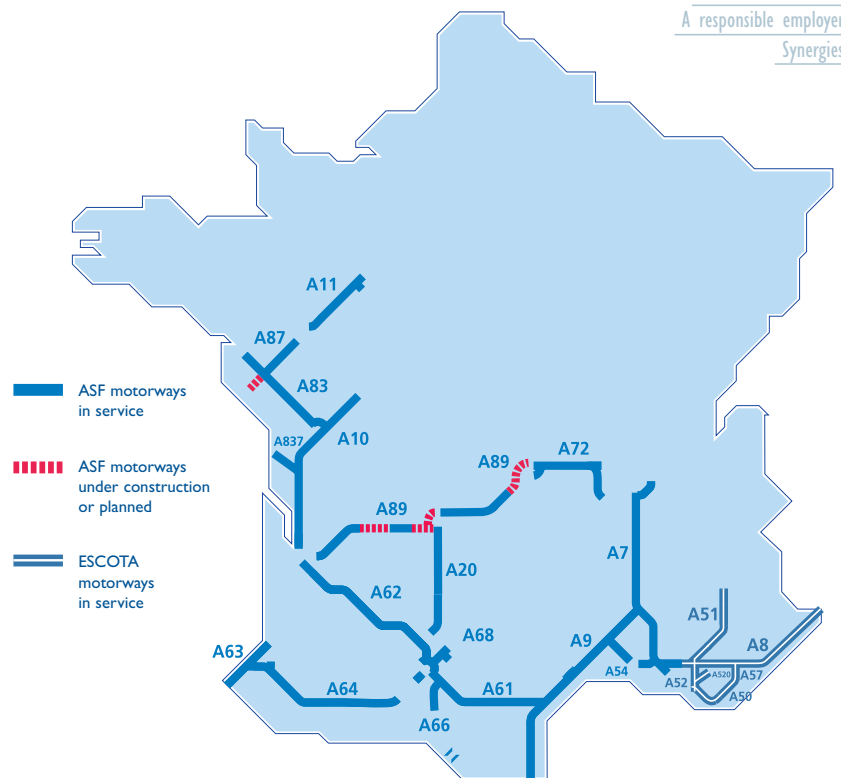 A responsible employer
Synergies
A11
A87
A83
A837
A10
A89
A72
A89
A7
A20
A62
A51
A68
A9
A8
A63
A54
A52
A520
A57
A64
A61
A50
A66
ASF motorways
in service
ASF motorways
under construction
or planned
ESCOTA
motorways
in service